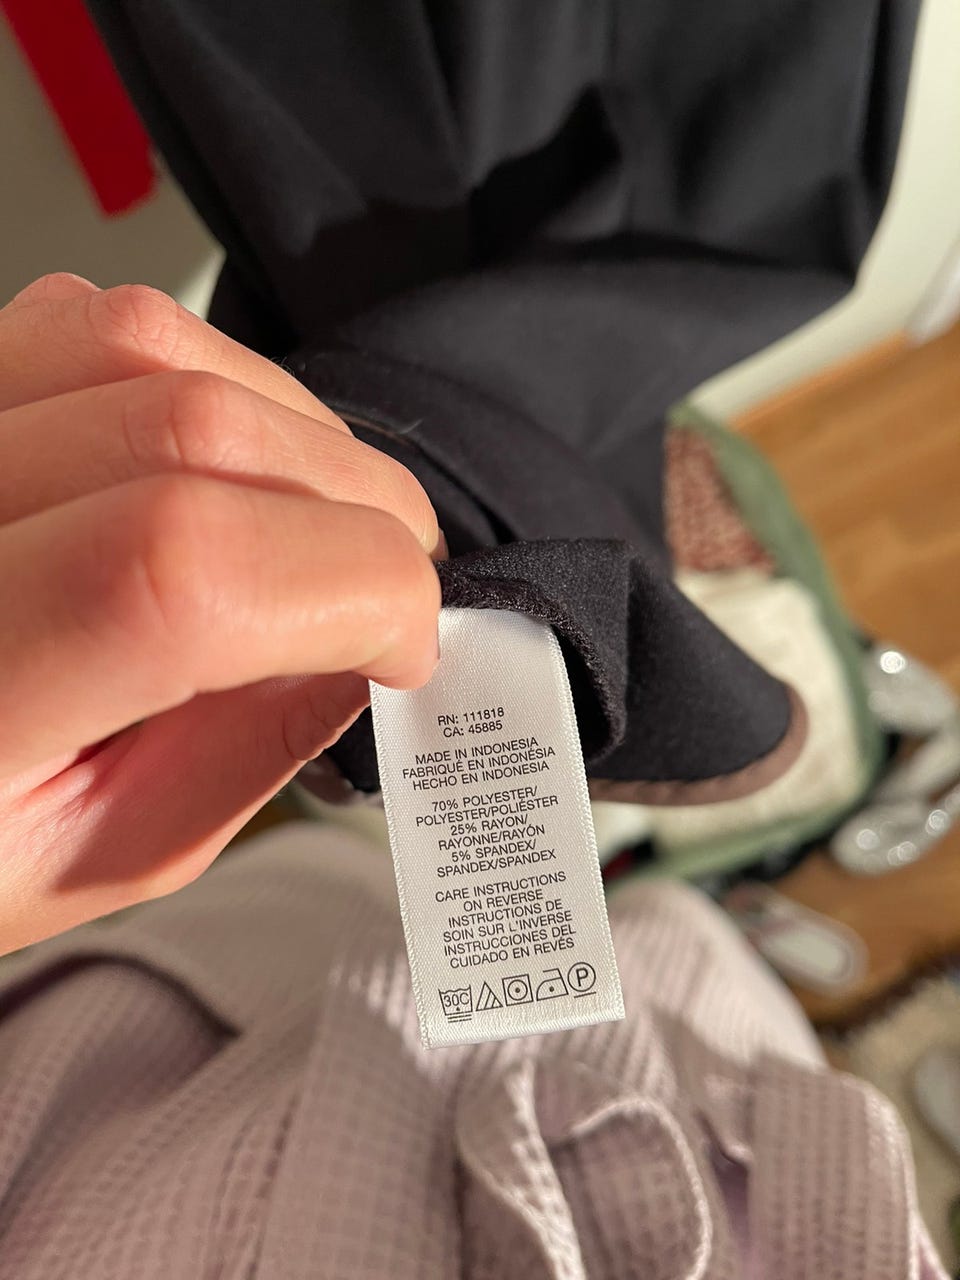 RN: 111818
CA: 45885
MADE IN INDONESIA
FABRIQUÉ EN INDONÉSIA
HECHO EN INDONESIA
70% POLYESTER/
POLYESTER/POLIÉSTER
25% RAYON/
RAYONNE/RAYÓN
5% SPANDEX/
SPANDEX/SPANDEX
CARE INSTRUCTIONS
ON REVERSE
INSTRUCTIONS DE
SOIN SUR L'INVERSE
INSTRUCCIONES DEL
CUIDADO EN REVÉS
30C P